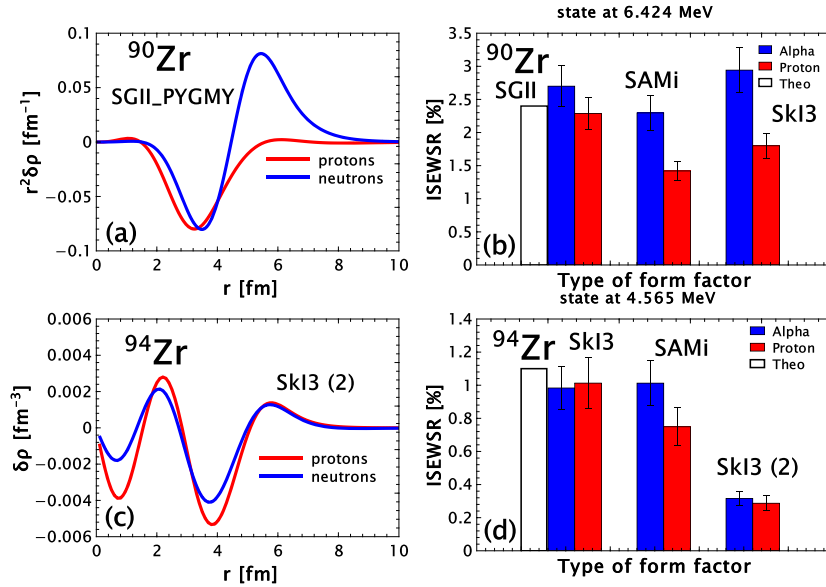 0.1
0.05
0
−0.05
−0.1
r²δρ [fm⁻¹]
⁹⁰Zr
SGII_PYGMY
protons
neutrons
(a)
0 2 4 6 8 10
r [fm]
state at 6.424 MeV
3.5
3
2.5
2
1.5
1
0.5
0
ISEWSR [%]
⁹⁰Zr
SGII
SAMi
SkI3
Alpha
Proton
Theo
(b)
Type of form factor
0.006
0.004
0.002
0
−0.002
−0.004
−0.006
δρ [fm⁻³]
⁹⁴Zr
SkI3 (2)
protons
neutrons
(c)
0 2 4 6 8 10
r [fm]
state at 4.565 MeV
1.4
1.2
1
0.8
0.6
0.4
0.2
0
ISEWSR [%]
⁹⁴Zr
SkI3
SAMi
SkI3 (2)
Alpha
Proton
Theo
(d)
Type of form factor